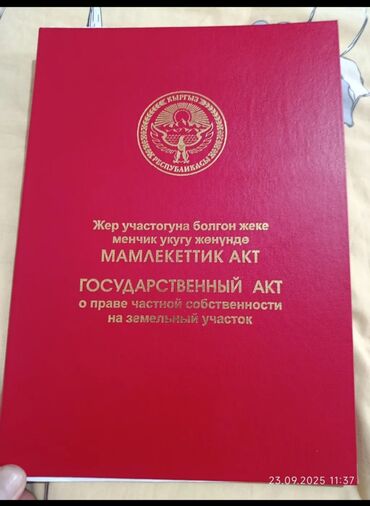 КЫРГЫЗ
РЕСПУБЛИКАСЫ
Жер участогуна болгон жеке
менчик укугу жөнүндө
МАМЛЕКЕТТИК АКТ
ГОСУДАРСТВЕННЫЙ АКТ
о праве частной собственности
на земельный участок
23.09.2025 11:37